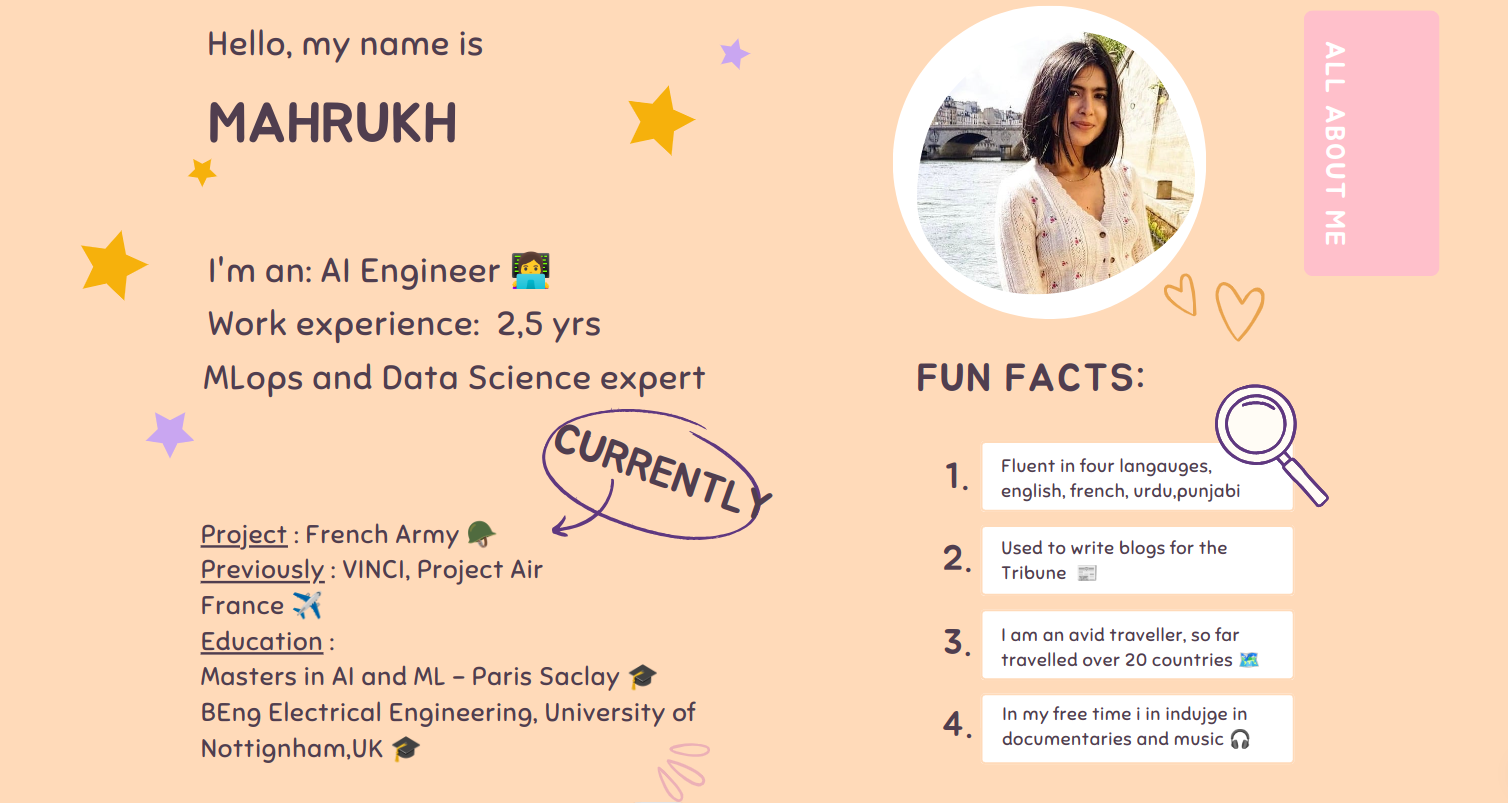 Hello, my name is
MAHRUKH
I'm an: AI Engineer
Work experience: 2,5 yrs
MLops and Data Science expert
CURRENTLY
Project : French Army
Previously : VINCI, Project Air
France
Education :
Masters in AI and ML - Paris Saclay
BEng Electrical Engineering, University of
Nottignham,UK
ALL ABOUT ME
FUN FACTS:
1. Fluent in four langauges,
english, french, urdu,punjabi
2. Used to write blogs for the
Tribune
3. I am an avid traveller, so far
travelled over 20 countries
4. In my free time i in indujge in
documentaries and music